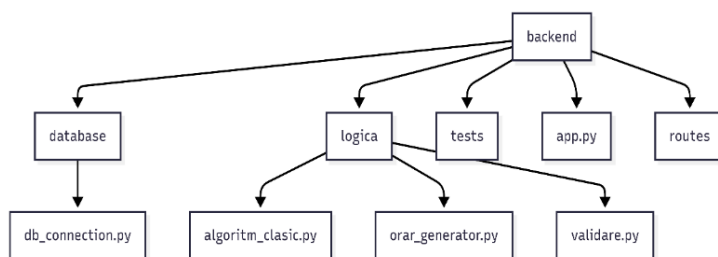 backend
database
logica
tests
app.py
routes
db_connection.py
algoritm_clasic.py
orar_generator.py
validare.py